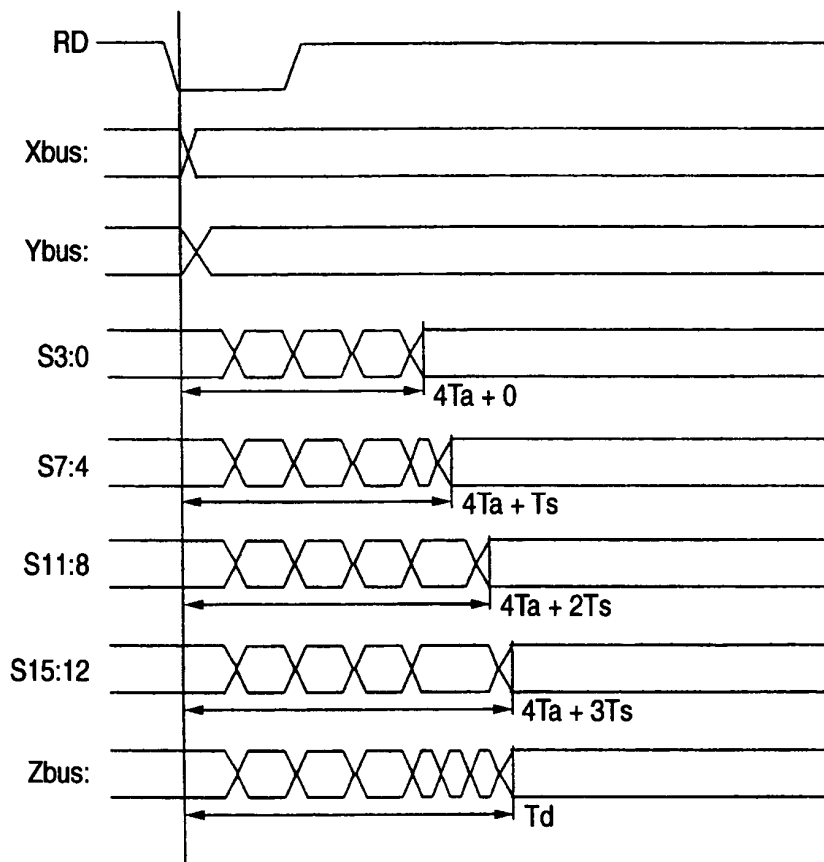 RD
Xbus:
Ybus:
S3:0
4Ta + 0
S7:4
4Ta + Ts
S11:8
4Ta + 2Ts
S15:12
4Ta + 3Ts
Zbus:
Td